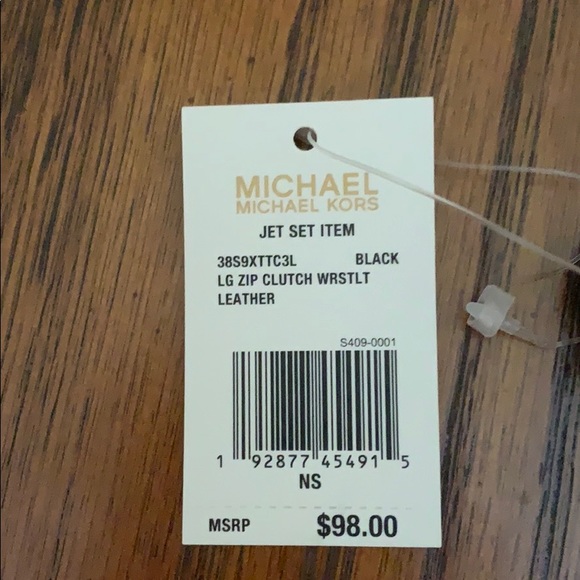 MICHAEL
MICHAEL KORS
JET SET ITEM
38S9XTTC3L BLACK
LG ZIP CLUTCH WRSTLT
LEATHER
S409-0001
1 92877 45491 5
NS
MSRP $98.00